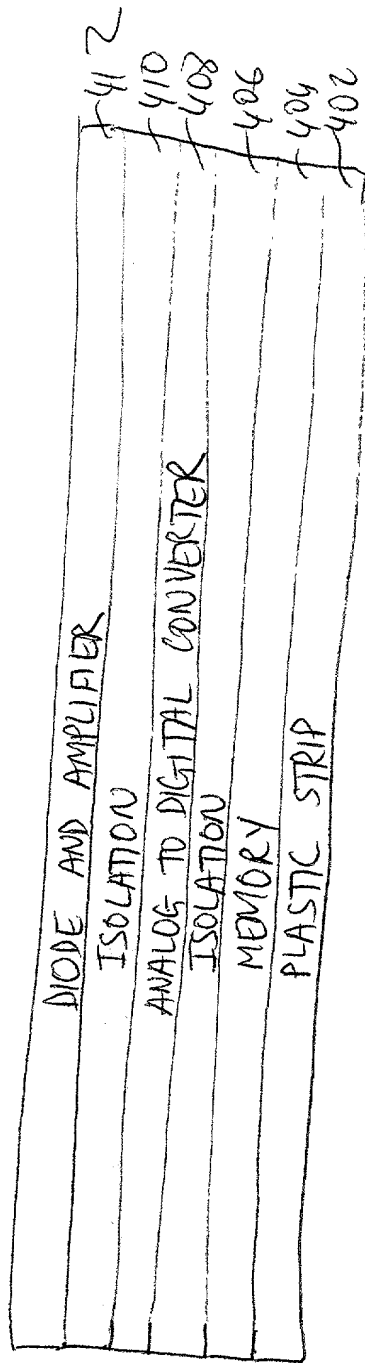 DIODE AND AMPLIFIER 412
ISOLATION 410
ANALOG TO DIGITAL CONVERTER 408
ISOLATION 406
MEMORY 404
PLASTIC STRIP 402